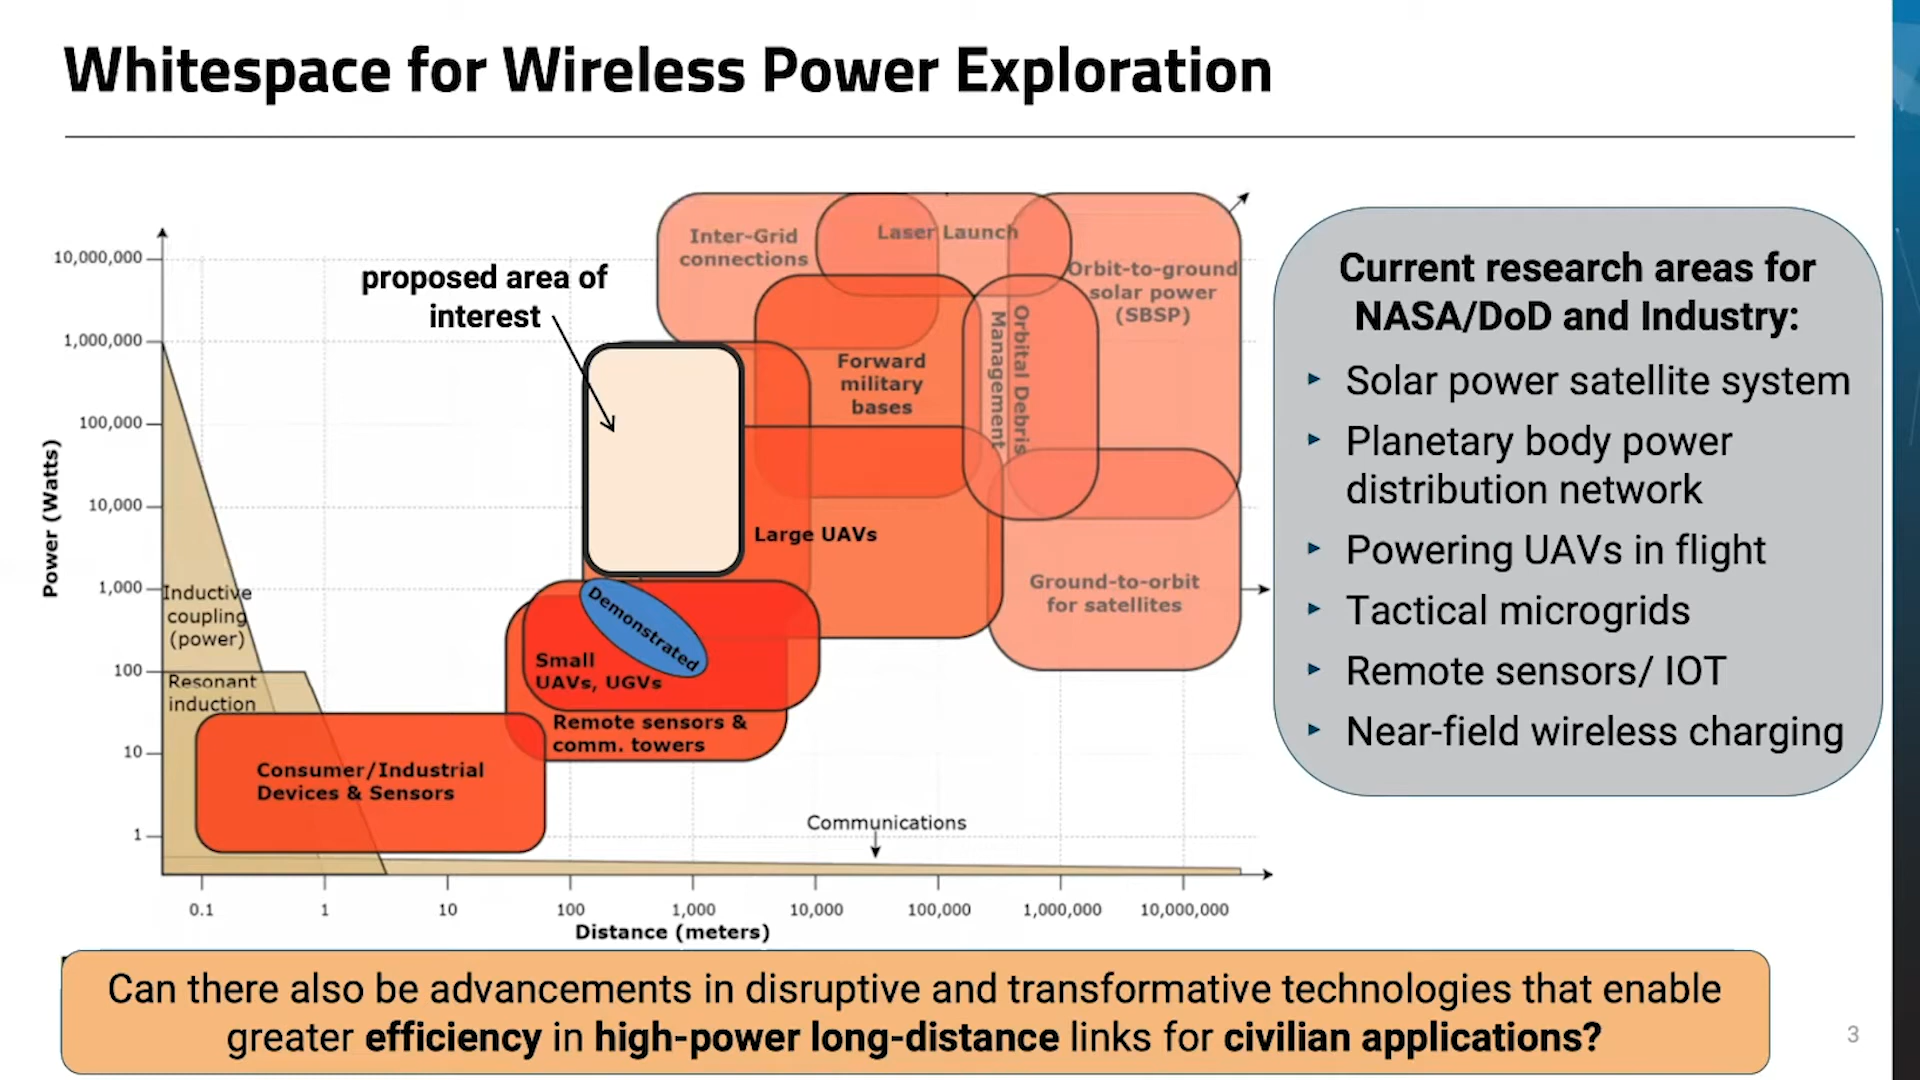 Whitespace for Wireless Power Exploration
proposed area of
interest
Power (Watts)
10,000,000
1,000,000
100,000
10,000
1,000
100
10
1
Inter-Grid
connections
Laser Launch
Orbit-to-ground
solar power
(SBSP)
Orbital Debris
Management
Forward
military
bases
Large UAVs
Ground-to-orbit
for satellites
Inductive
coupling
(power)
Resonant
induction
Demonstrated
Small
UAVs, UGVs
Remote sensors &
comm. towers
Consumer/Industrial
Devices & Sensors
Communications
0.1
1
10
100
1,000
10,000
100,000
1,000,000
10,000,000
Distance (meters)
Current research areas for
NASA/DoD and Industry:
▸ Solar power satellite system
▸ Planetary body power
distribution network
▸ Powering UAVs in flight
▸ Tactical microgrids
▸ Remote sensors/ IOT
▸ Near-field wireless charging
Can there also be advancements in disruptive and transformative technologies that enable
greater efficiency in high-power long-distance links for civilian applications?
3